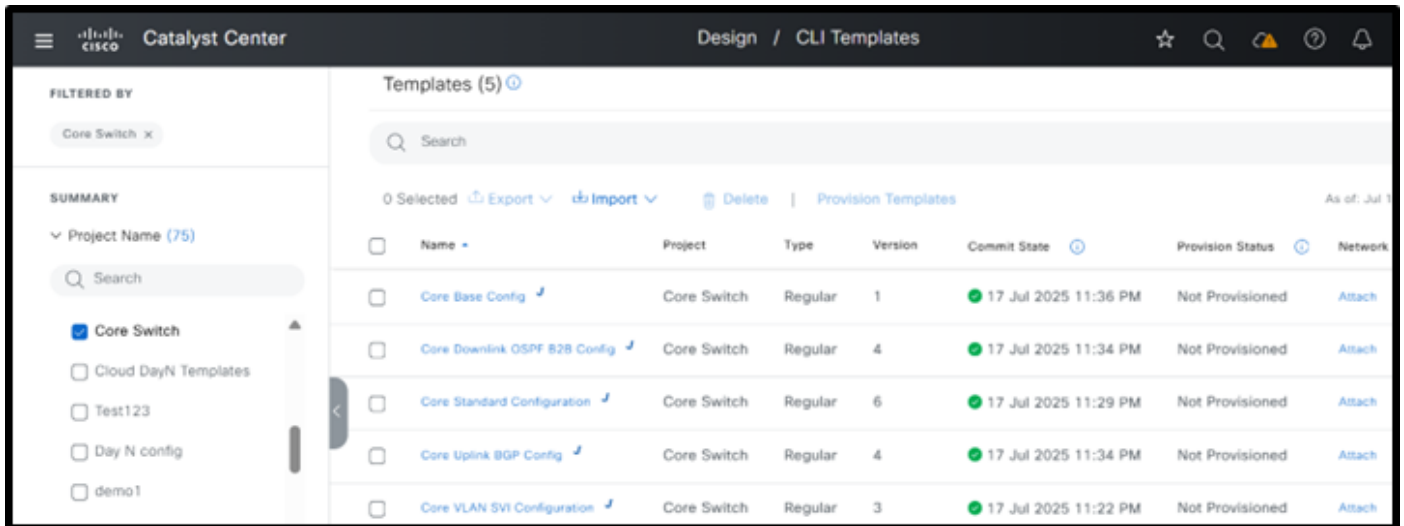 CISCO Catalyst Center
Design / CLI Templates
FILTERED BY
Core Switch ×
SUMMARY
Project Name (75)
Search
Core Switch
Cloud DayN Templates
Test123
Day N config
demo1
Templates (5)
Search
0 Selected Export Import Delete | Provision Templates As of: Jul 1
Name Project Type Version Commit State Provision Status Network
Core Base Config J Core Switch Regular 1 17 Jul 2025 11:36 PM Not Provisioned Attach
Core Downlink OSPF B2B Config J Core Switch Regular 4 17 Jul 2025 11:34 PM Not Provisioned Attach
Core Standard Configuration J Core Switch Regular 6 17 Jul 2025 11:29 PM Not Provisioned Attach
Core Uplink BGP Config J Core Switch Regular 4 17 Jul 2025 11:34 PM Not Provisioned Attach
Core VLAN SVI Configuration J Core Switch Regular 3 17 Jul 2025 11:22 PM Not Provisioned Attach